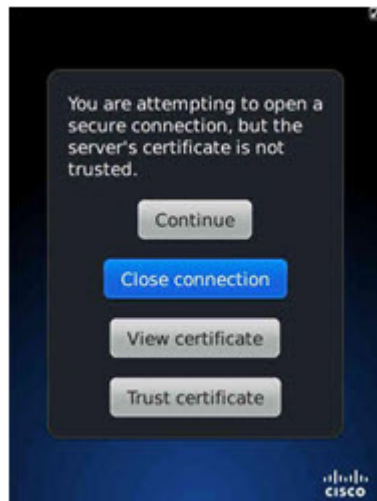 You are attempting to open a
secure connection, but the
server's certificate is not
trusted.
Continue
Close connection
View certificate
Trust certificate
CISCO